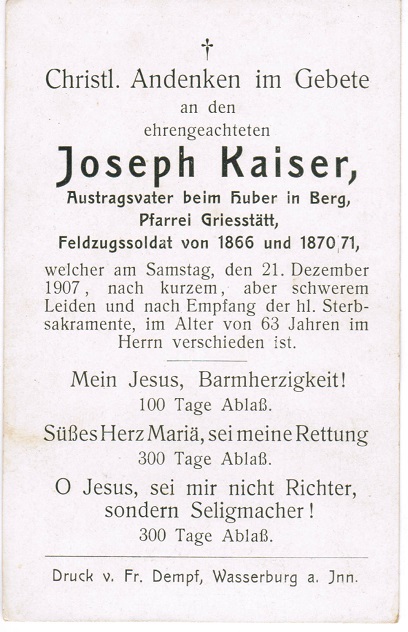 †
Christl. Andenken im Gebete
an den
ehrengeachteten
Joseph Kaiser,
Austragsvater beim Huber in Berg,
Pfarrei Griesstätt,
Feldzugssoldat von 1866 und 1870/71,
welcher am Samstag, den 21. Dezember
1907, nach kurzem, aber schwerem
Leiden und nach Empfang der hl. Sterb-
sakramente, im Alter von 63 Jahren im
Herrn verschieden ist.
Mein Jesus, Barmherzigkeit!
100 Tage Ablaß.
Süßes Herz Mariä, sei meine Rettung
300 Tage Ablaß.
O Jesus, sei mir nicht Richter,
sondern Seligmacher!
300 Tage Ablaß.
Druck v. Fr. Dempf, Wasserburg a. Jnn.